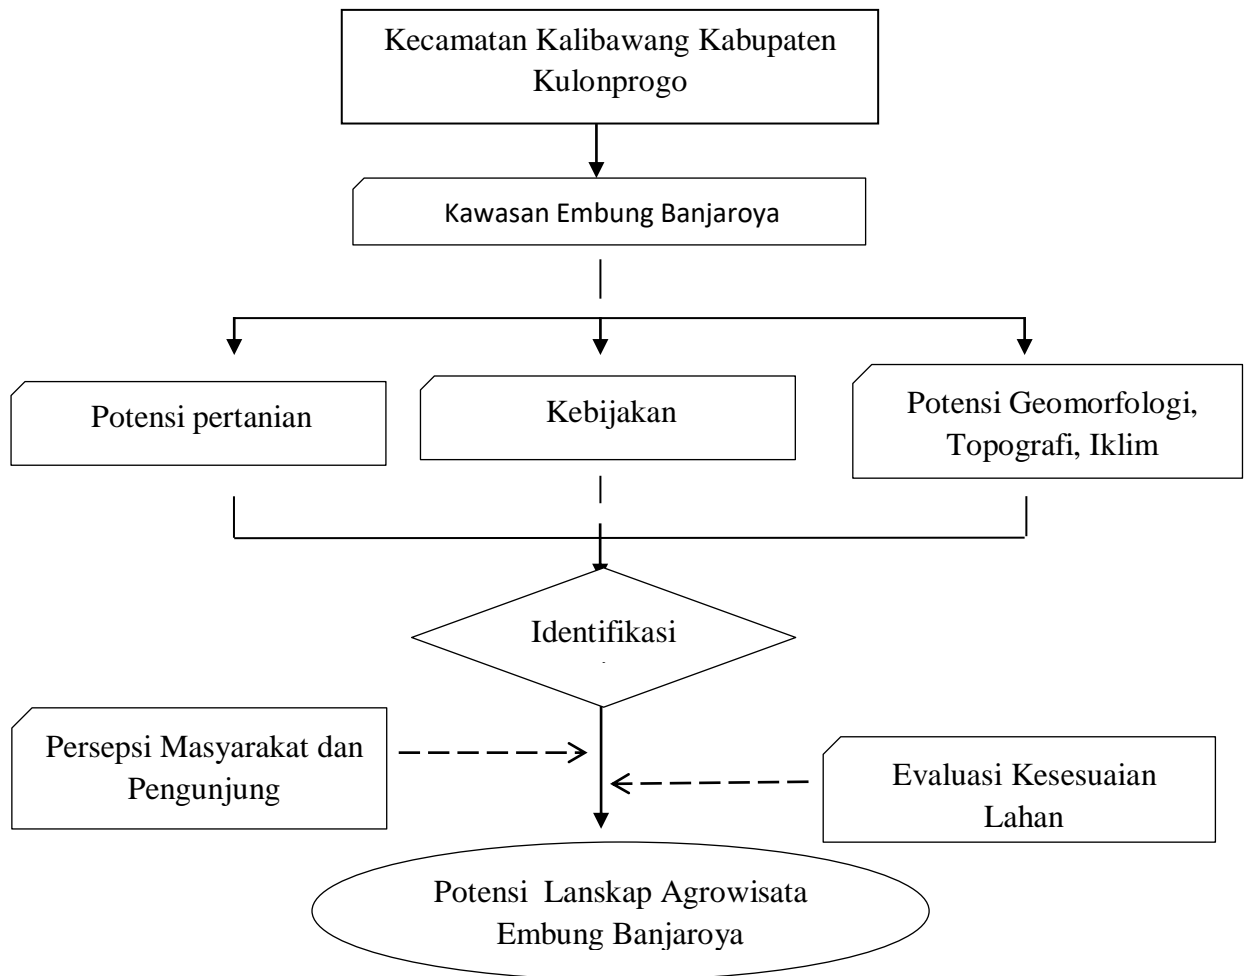 Kecamatan Kalibawang Kabupaten
Kulonprogo
Kawasan Embung Banjaroya
Potensi pertanian
Kebijakan
Potensi Geomorfologi,
Topografi, Iklim
Identifikasi
Persepsi Masyarakat dan
Pengunjung
Evaluasi Kesesuaian
Lahan
Potensi Lanskap Agrowisata
Embung Banjaroya